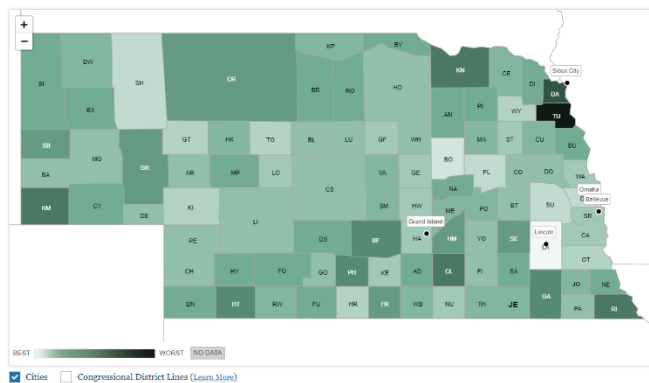 +
−
KP BY
DW SH CR KN CE DI Sioux City
SI BR RO HO DA
BX AN PI WY TU
GT HK TO BL LU GF WH MA ST CU BU
SB BO
MO GR
BA AR MP LO CS VA GE PL CO DO WA
NA Omaha
KM CY KI SM HW ME PO BT SU Bellevue
DE LI Grand Island SR
PE DS BF HA HM YO SE Lincoln CA
OT
CH HY FO GO PH KE AD CL FI SA
GA JO NE
DN HT RW FU HR FR WB NU TH JE PA RI
BEST WORST NO DATA
Cities Congressional District Lines (Learn More)